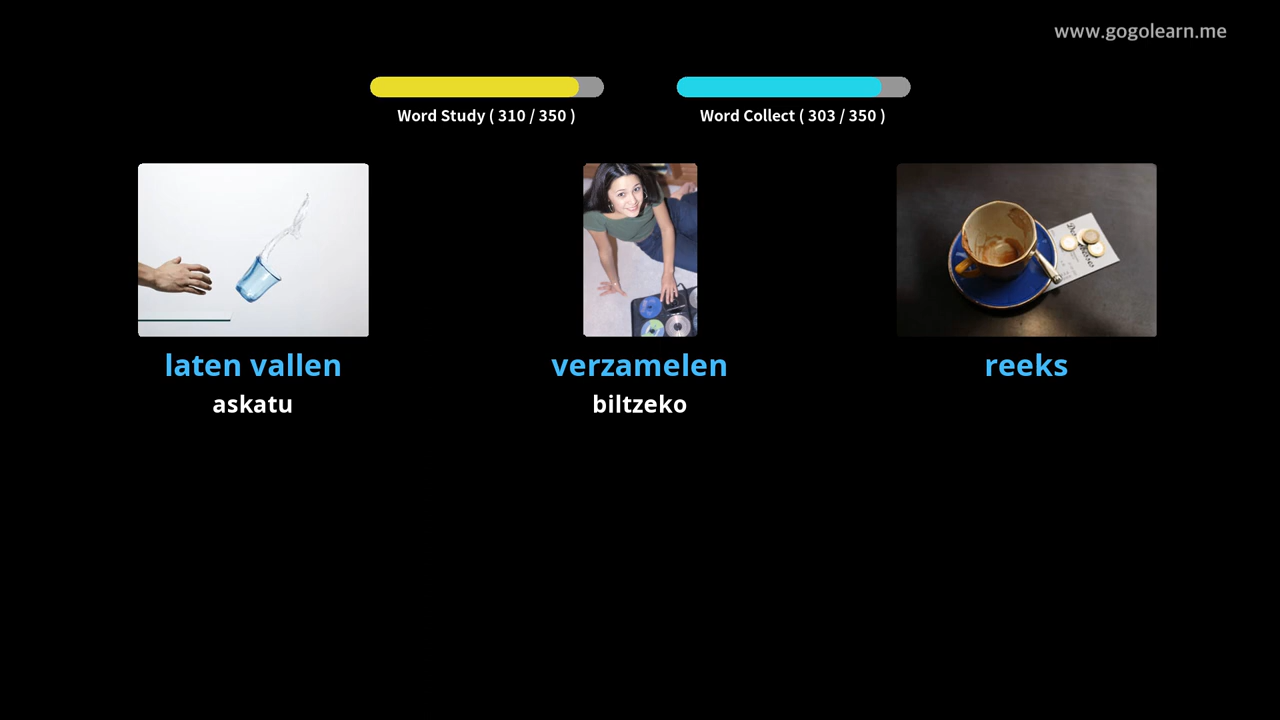 www.gogolearn.me
Word Study ( 310 / 350 )
Word Collect ( 303 / 350 )
laten vallen
askatu
verzamelen
biltzeko
reeks